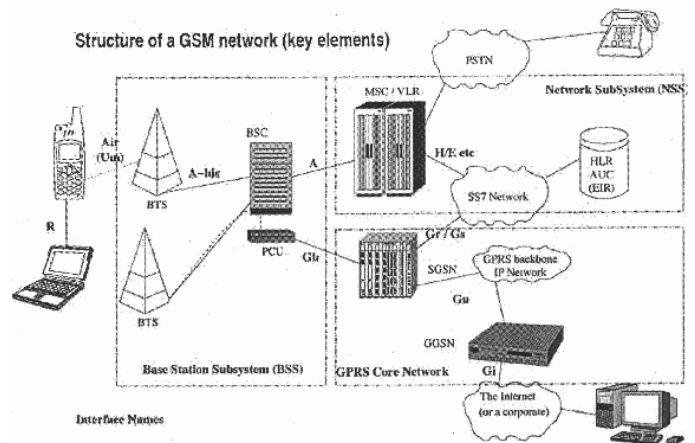 Structure of a GSM network (key elements)
PSTN
MSC / VLR
Network SubSystem (NSS)
BSC
Air
(Um)
A-bis
A
H/E etc
HLR
AUC
(EIR)
BTS
SS7 Network
R
PCU
Gb
Gr / Gs
SGSN
GPRS backbone
IP Network
Gn
BTS
GGSN
Base Station Subsystem (BSS)
GPRS Core Network
Gi
The Internet
(or a corporate)
Interface Names